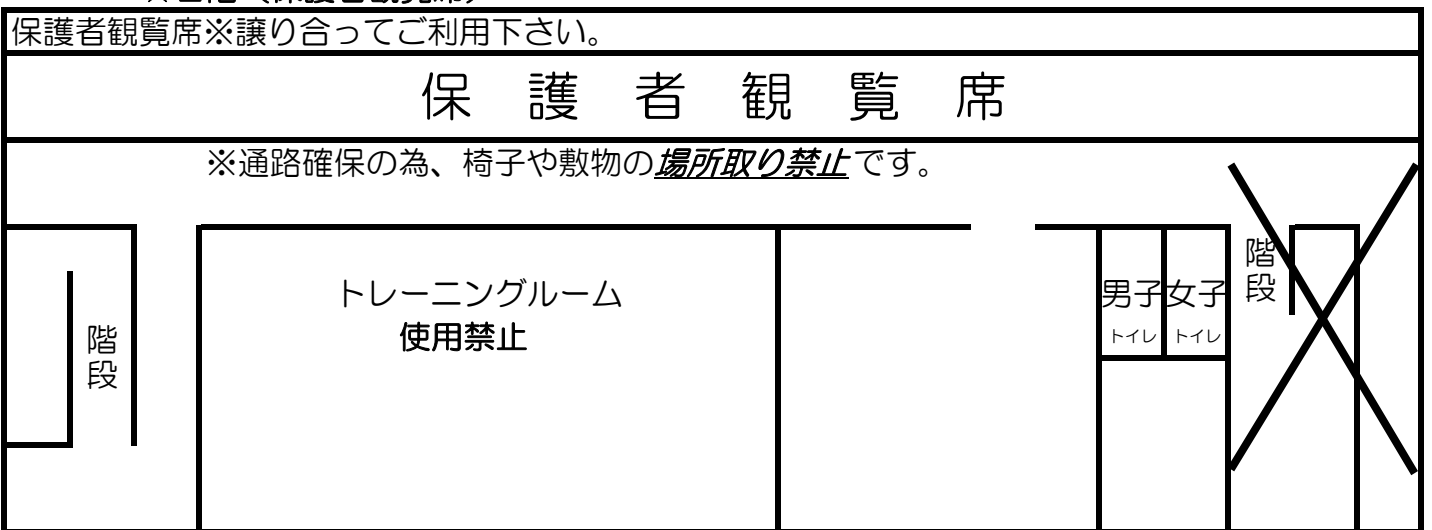 保護者観覧席※譲り合ってご利用下さい。
保護者観覧席
※通路確保の為、椅子や敷物の場所取り禁止です。
階段
トレーニングルーム
使用禁止
男子
トイレ
女子
トイレ
階段